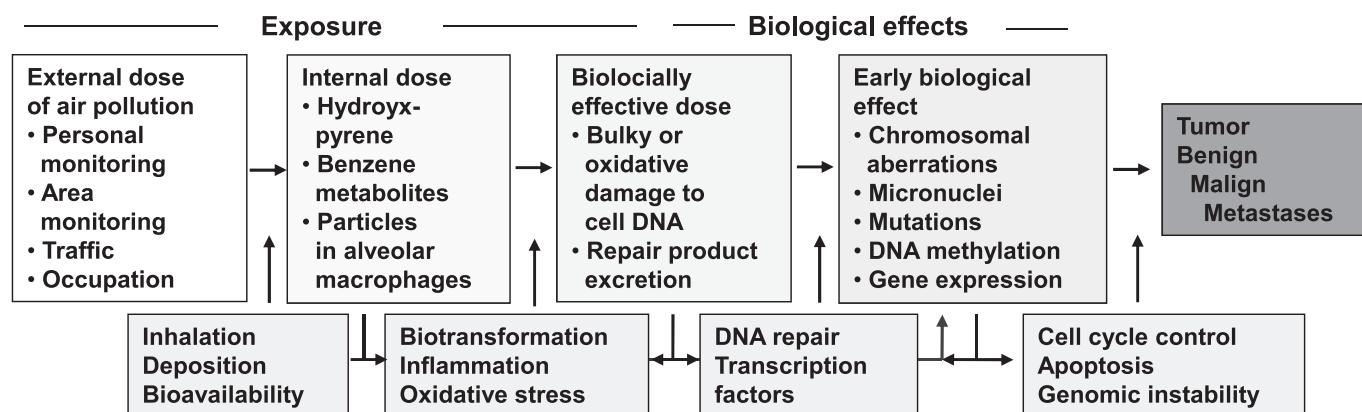 Exposure
Biological effects
External dose
of air pollution
• Personal
monitoring
• Area
monitoring
• Traffic
• Occupation
Internal dose
• Hydroyx-
pyrene
• Benzene
metabolites
• Particles
in alveolar
macrophages
Biolocially
effective dose
• Bulky or
oxidative
damage to
cell DNA
• Repair product
excretion
Early biological
effect
• Chromosomal
aberrations
• Micronuclei
• Mutations
• DNA methylation
• Gene expression
Tumor
Benign
Malign
Metastases
Inhalation
Deposition
Bioavailability
Biotransformation
Inflammation
Oxidative stress
DNA repair
Transcription
factors
Cell cycle control
Apoptosis
Genomic instability